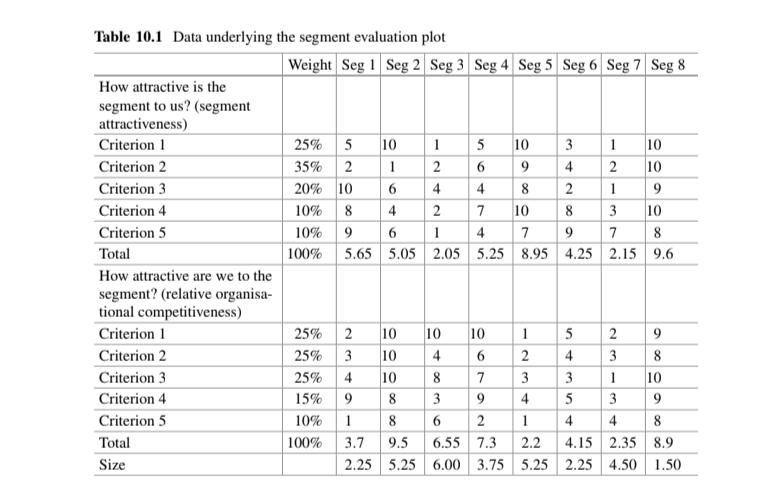 Table 10.1 Data underlying the segment evaluation plot
Weight Seg 1 Seg 2 Seg 3 Seg 4 Seg 5 Seg 6 Seg 7 Seg 8
How attractive is the
segment to us? (segment
attractiveness)
Criterion 1 25% 5 10 1 5 10 3 1 10
Criterion 2 35% 2 1 2 6 9 4 2 10
Criterion 3 20% 10 6 4 4 8 2 1 9
Criterion 4 10% 8 4 2 7 10 8 3 10
Criterion 5 10% 9 6 1 4 7 9 7 8
Total 100% 5.65 5.05 2.05 5.25 8.95 4.25 2.15 9.6
How attractive are we to the
segment? (relative organisa-
tional competitiveness)
Criterion 1 25% 2 10 10 10 1 5 2 9
Criterion 2 25% 3 10 4 6 2 4 3 8
Criterion 3 25% 4 10 8 7 3 3 1 10
Criterion 4 15% 9 8 3 9 4 5 3 9
Criterion 5 10% 1 8 6 2 1 4 4 8
Total 100% 3.7 9.5 6.55 7.3 2.2 4.15 2.35 8.9
Size 2.25 5.25 6.00 3.75 5.25 2.25 4.50 1.50